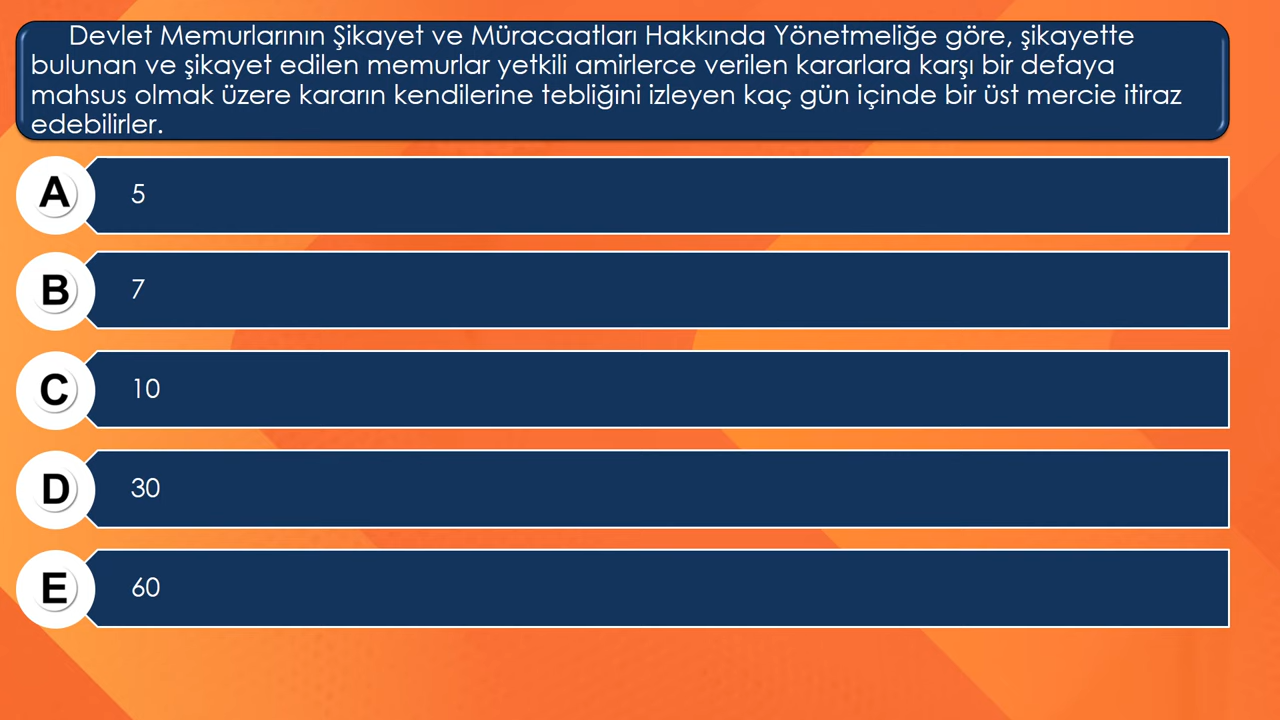 Devlet Memurlarının Şikayet ve Müracaatları Hakkında Yönetmeliğe göre, şikayette
bulunan ve şikayet edilen memurlar yetkili amirlerce verilen kararlara karşı bir defaya
mahsus olmak üzere kararın kendilerine tebliğini izleyen kaç gün içinde bir üst mercie itiraz
edebilirler.
A 5
B 7
C 10
D 30
E 60